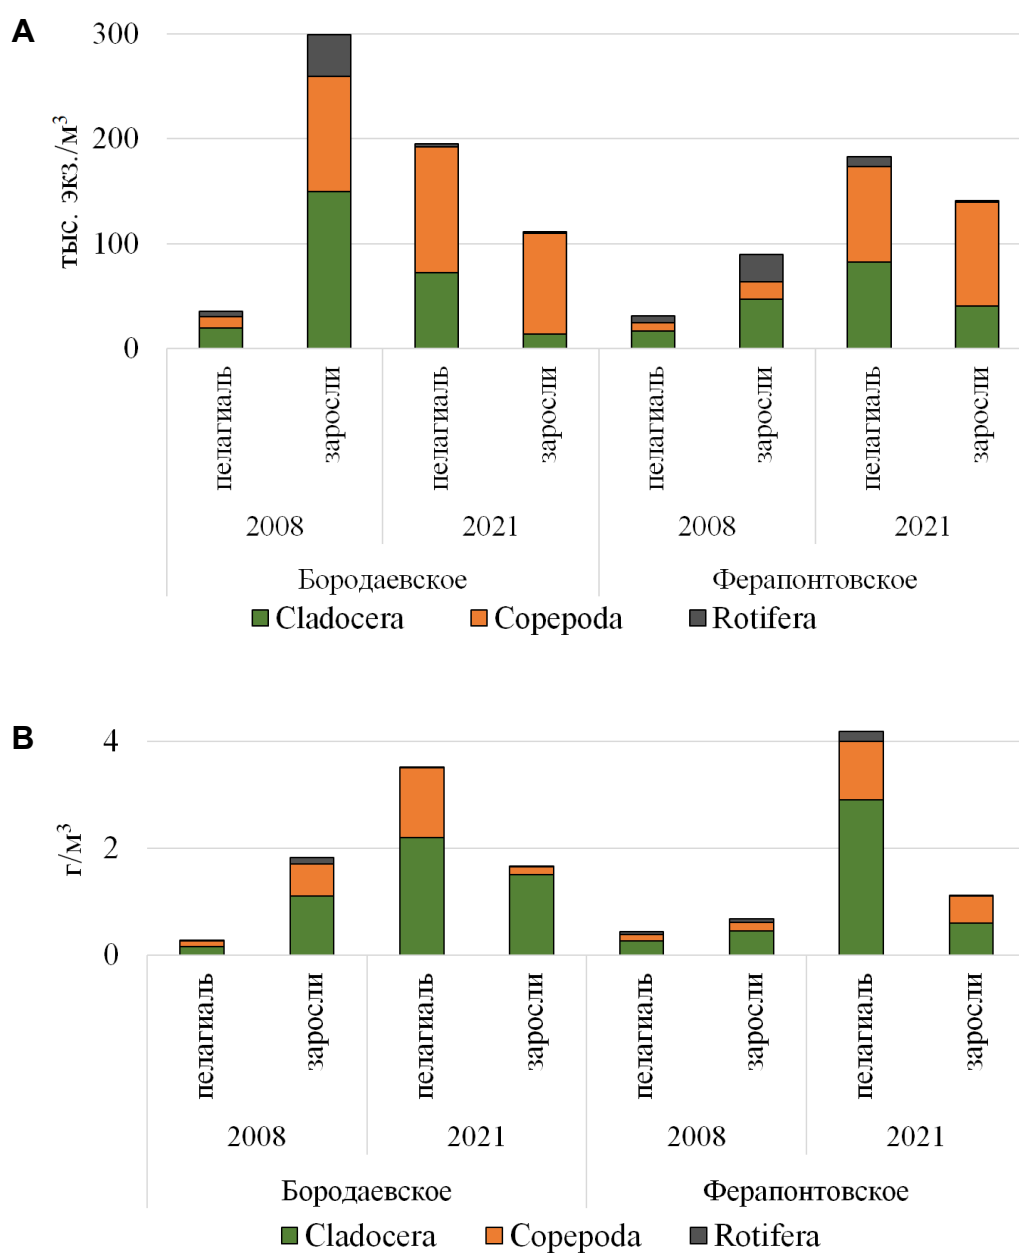 A
тыс. экз./м³
300
200
100
0
пелагиаль
заросли
пелагиаль
заросли
пелагиаль
заросли
пелагиаль
заросли
2008
2021
2008
2021
Бородаевское
Ферапонтовское
Cladocera
Copepoda
Rotifera
B
г/м³
4
2
0
пелагиаль
заросли
пелагиаль
заросли
пелагиаль
заросли
пелагиаль
заросли
2008
2021
2008
2021
Бородаевское
Ферапонтовское
Cladocera
Copepoda
Rotifera